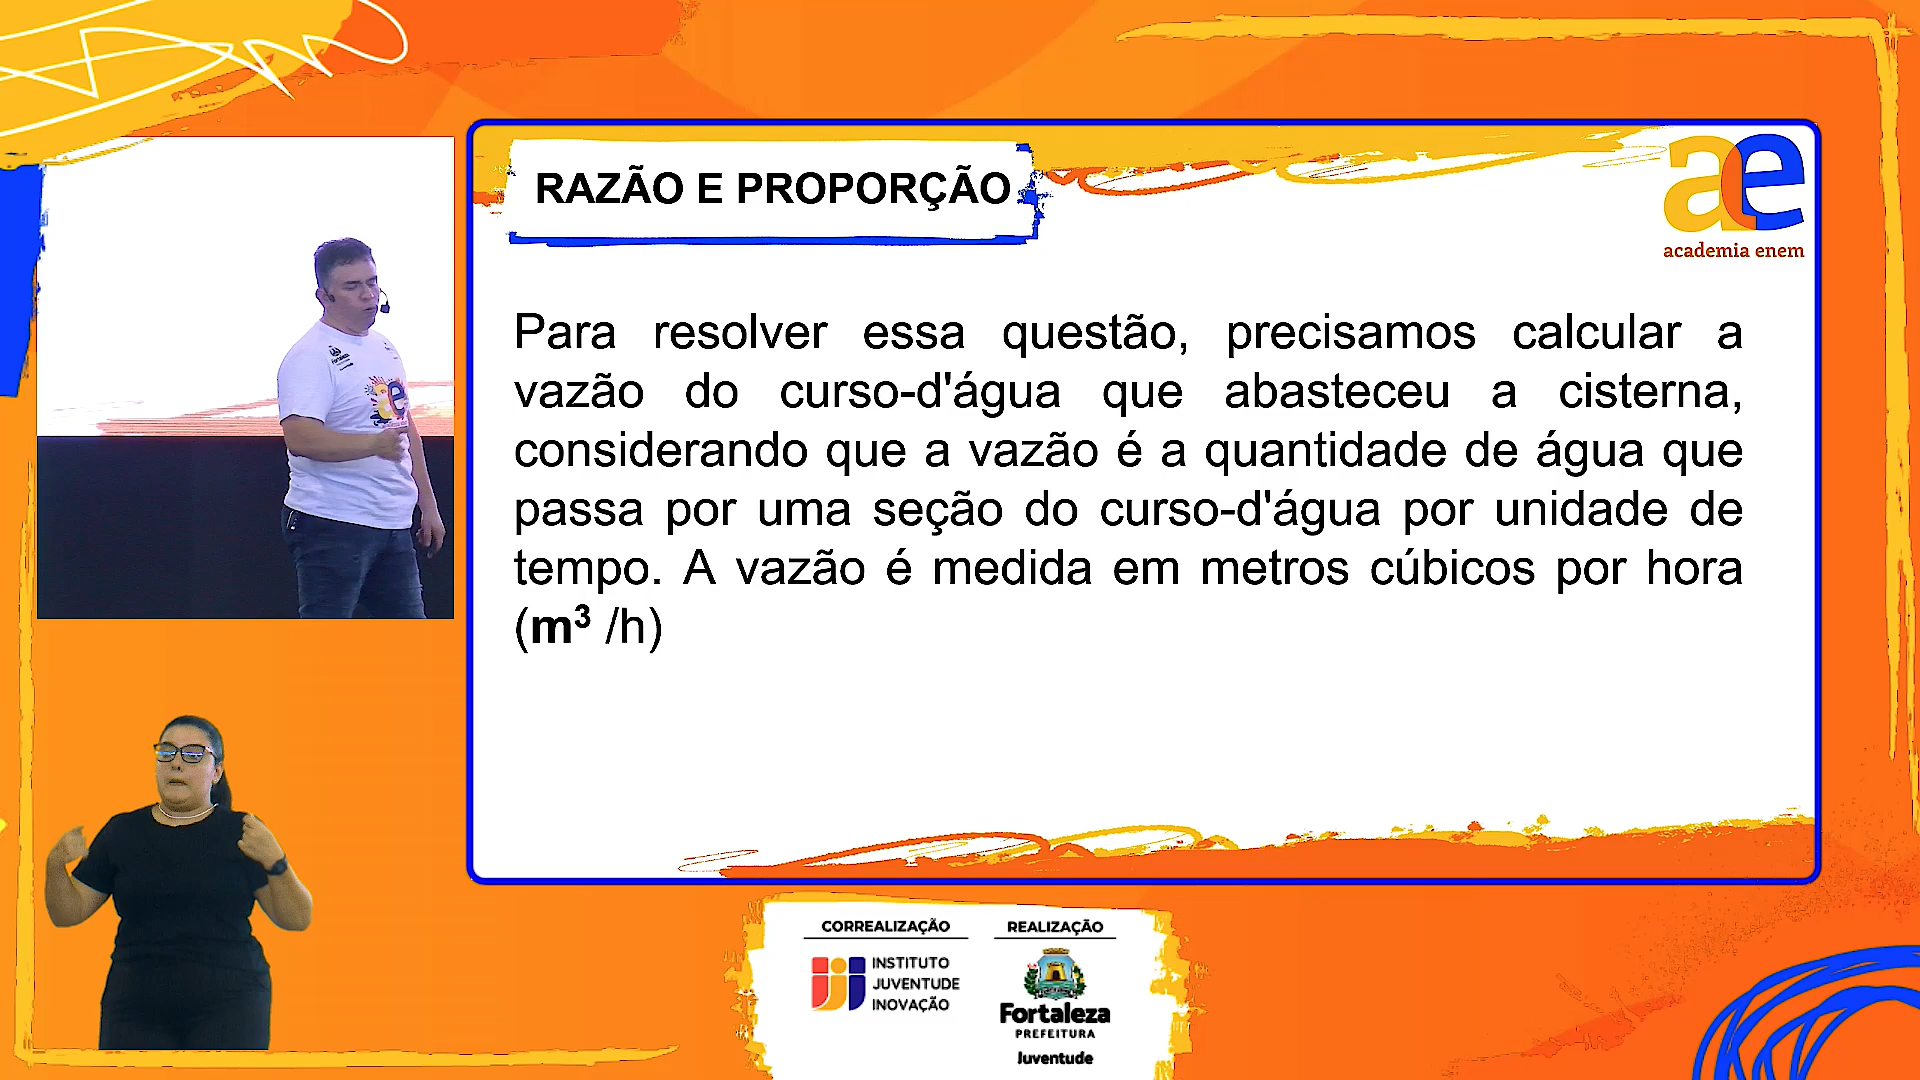 RAZÃO E PROPORÇÃO
ae
academia enem
Para resolver essa questão, precisamos calcular a
vazão do curso-d'água que abasteceu a cisterna,
considerando que a vazão é a quantidade de água que
passa por uma seção do curso-d'água por unidade de
tempo. A vazão é medida em metros cúbicos por hora
(m³ /h)
CORREALIZAÇÃO
INSTITUTO
JUVENTUDE
INOVAÇÃO
REALIZAÇÃO
Fortaleza
PREFEITURA
Juventude